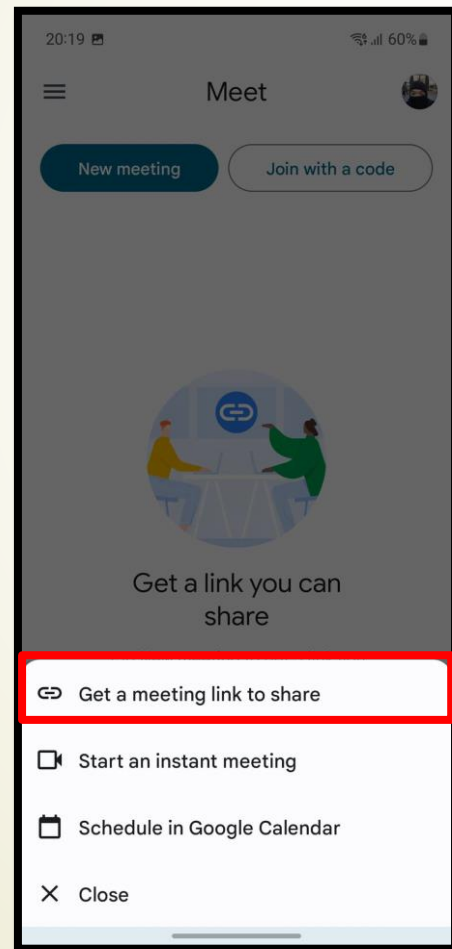 20:19 60%
Meet
New meeting Join with a code
Get a link you can
share
Get a meeting link to share
Start an instant meeting
Schedule in Google Calendar
Close